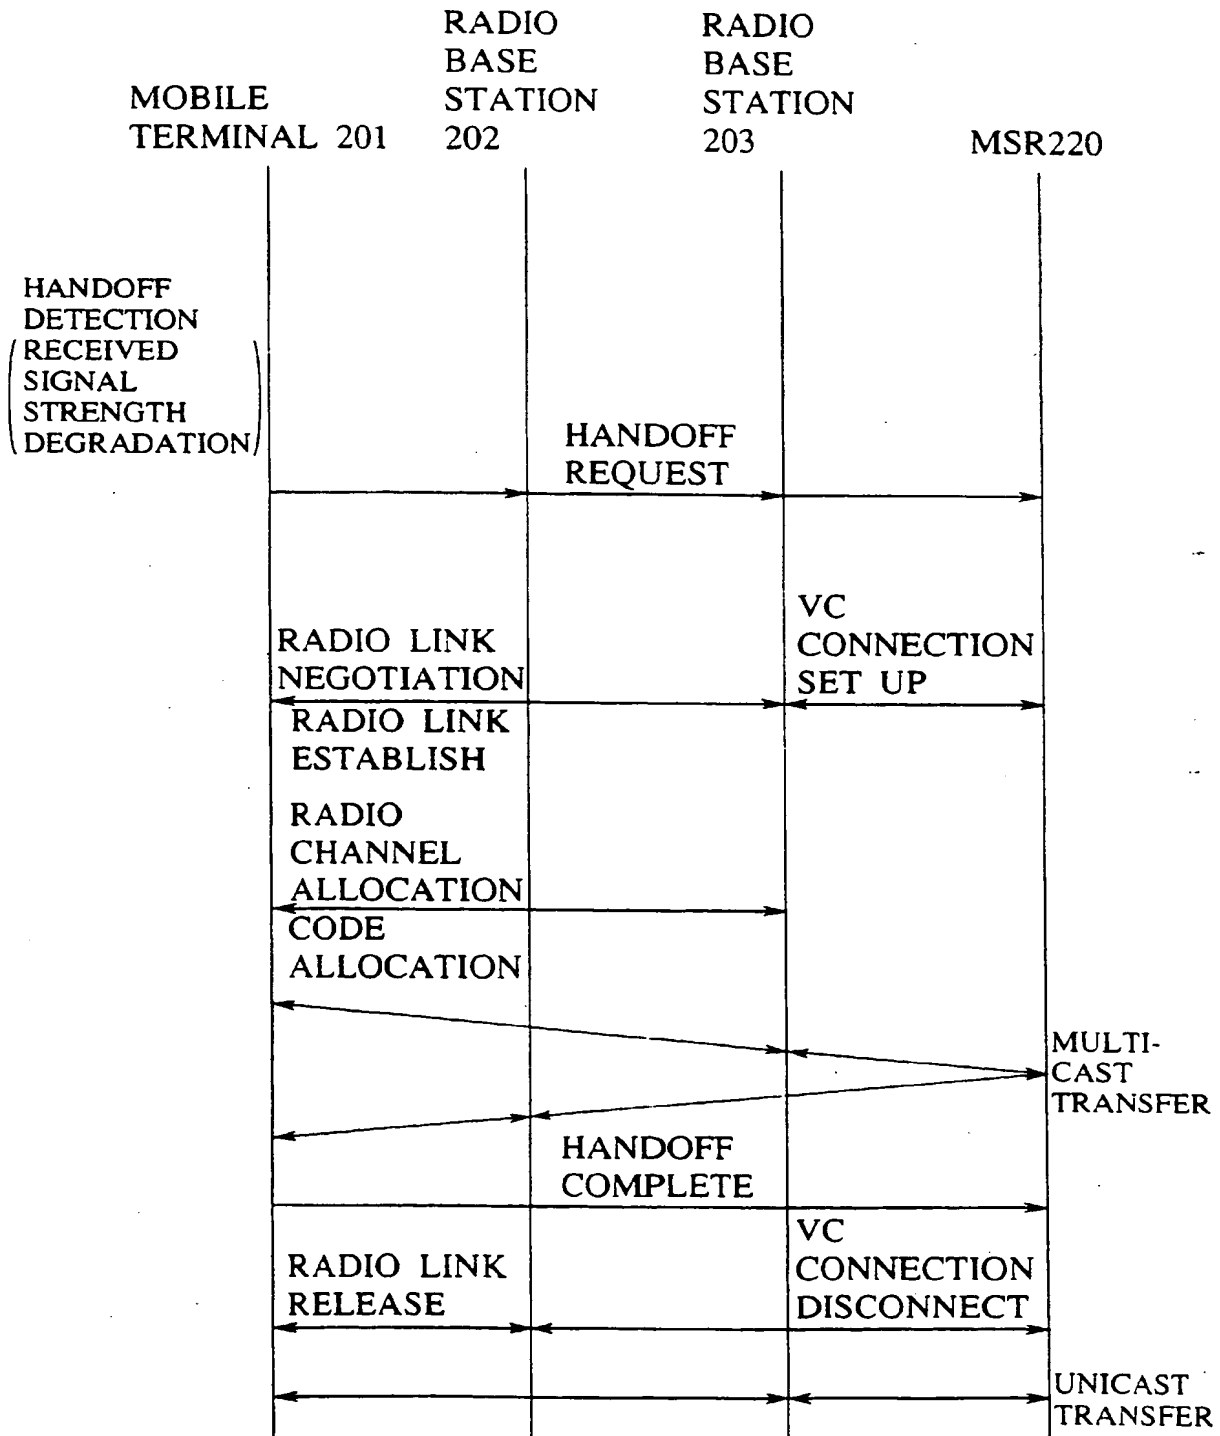 MOBILE
TERMINAL 201
RADIO
BASE
STATION
202
RADIO
BASE
STATION
203
MSR220
HANDOFF
DETECTION
(RECEIVED
SIGNAL
STRENGTH
DEGRADATION)
HANDOFF
REQUEST
RADIO LINK
NEGOTIATION
RADIO LINK
ESTABLISH
VC
CONNECTION
SET UP
RADIO
CHANNEL
ALLOCATION
CODE
ALLOCATION
MULTI-
CAST
TRANSFER
HANDOFF
COMPLETE
RADIO LINK
RELEASE
VC
CONNECTION
DISCONNECT
UNICAST
TRANSFER